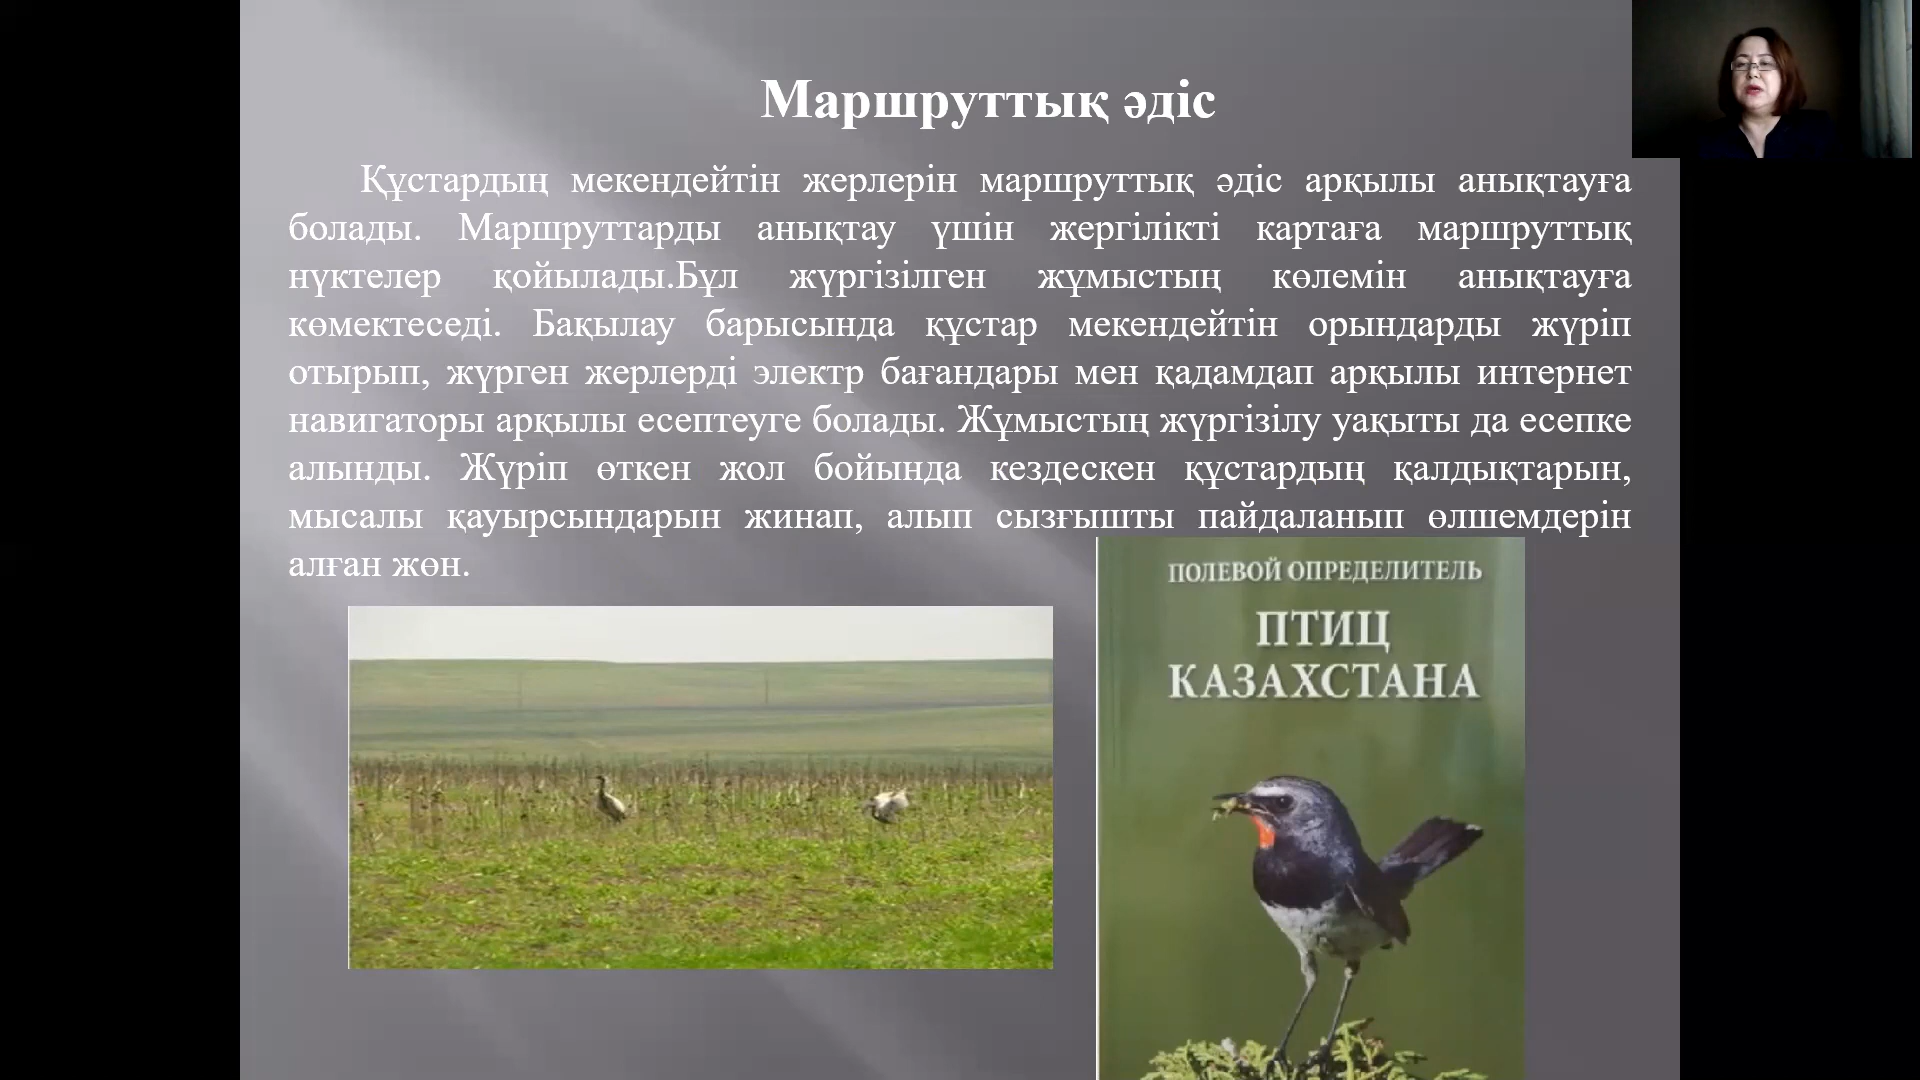 Маршруттық әдіс
Құстардың мекендейтін жерлерін маршруттық әдіс арқылы анықтауға
болады. Маршруттарды анықтау үшін жергілікті картаға маршруттық
нүктелер қойылады.Бұл жүргізілген жұмыстың көлемін анықтауға
көмектеседі. Бақылау барысында құстар мекендейтін орындарды жүріп
отырып, жүрген жерлерді электр бағандары мен қадамдап арқылы интернет
навигаторы арқылы есептеуге болады. Жұмыстың жүргізілу уақыты да есепке
алынды. Жүріп өткен жол бойында кездескен құстардың қалдықтарын,
мысалы қауырсындарын жинап, алып сызғышты пайдаланып өлшемдерін
алған жөн.
ПОЛЕВОЙ ОПРЕДЕЛИТЕЛЬ
ПТИЦ
КАЗАХСТАНА